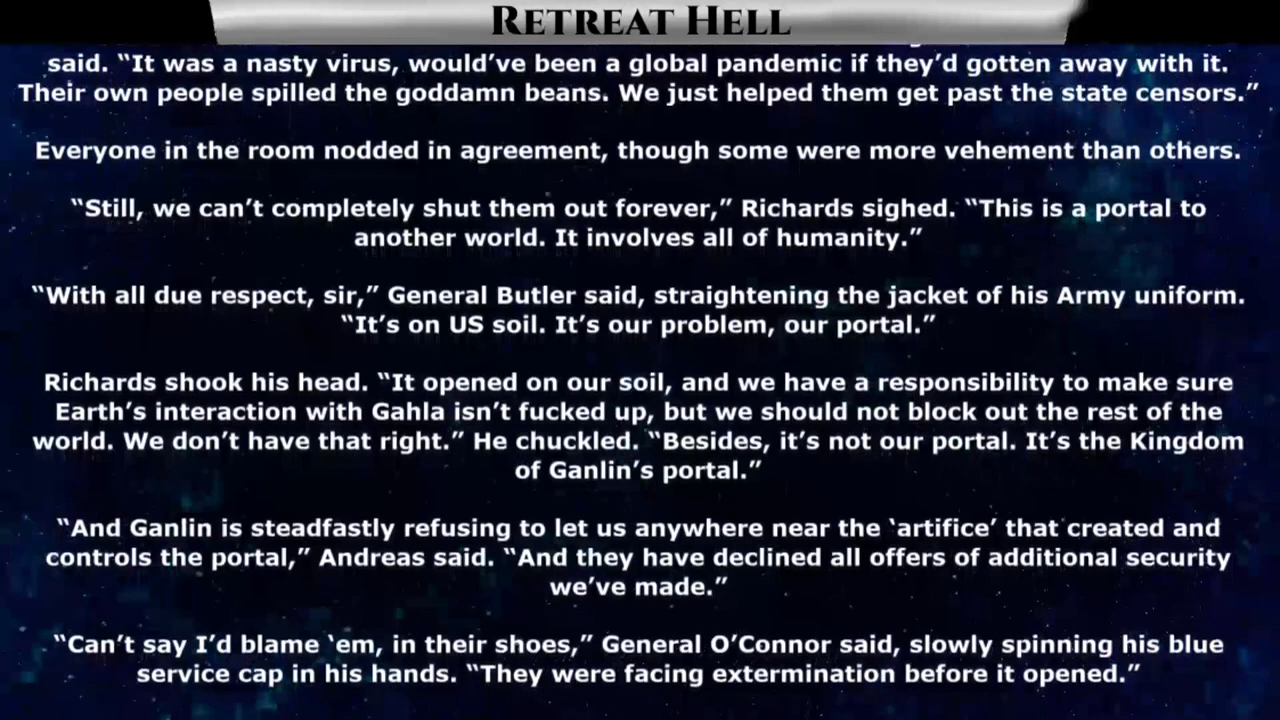 RETREAT HELL
said. “It was a nasty virus, would’ve been a global pandemic if they’d gotten away with it.
Their own people spilled the goddamn beans. We just helped them get past the state censors.”
Everyone in the room nodded in agreement, though some were more vehement than others.
“Still, we can’t completely shut them out forever,” Richards sighed. “This is a portal to
another world. It involves all of humanity.”
“With all due respect, sir,” General Butler said, straightening the jacket of his Army uniform.
“It’s on US soil. It’s our problem, our portal.”
Richards shook his head. “It opened on our soil, and we have a responsibility to make sure
Earth’s interaction with Gahla isn’t fucked up, but we should not block out the rest of the
world. We don’t have that right.” He chuckled. “Besides, it’s not our portal. It’s the Kingdom
of Ganlin’s portal.”
“And Ganlin is steadfastly refusing to let us anywhere near the ‘artifice’ that created and
controls the portal,” Andreas said. “And they have declined all offers of additional security
we’ve made.”
“Can’t say I’d blame ‘em, in their shoes,” General O’Connor said, slowly spinning his blue
service cap in his hands. “They were facing extermination before it opened.”